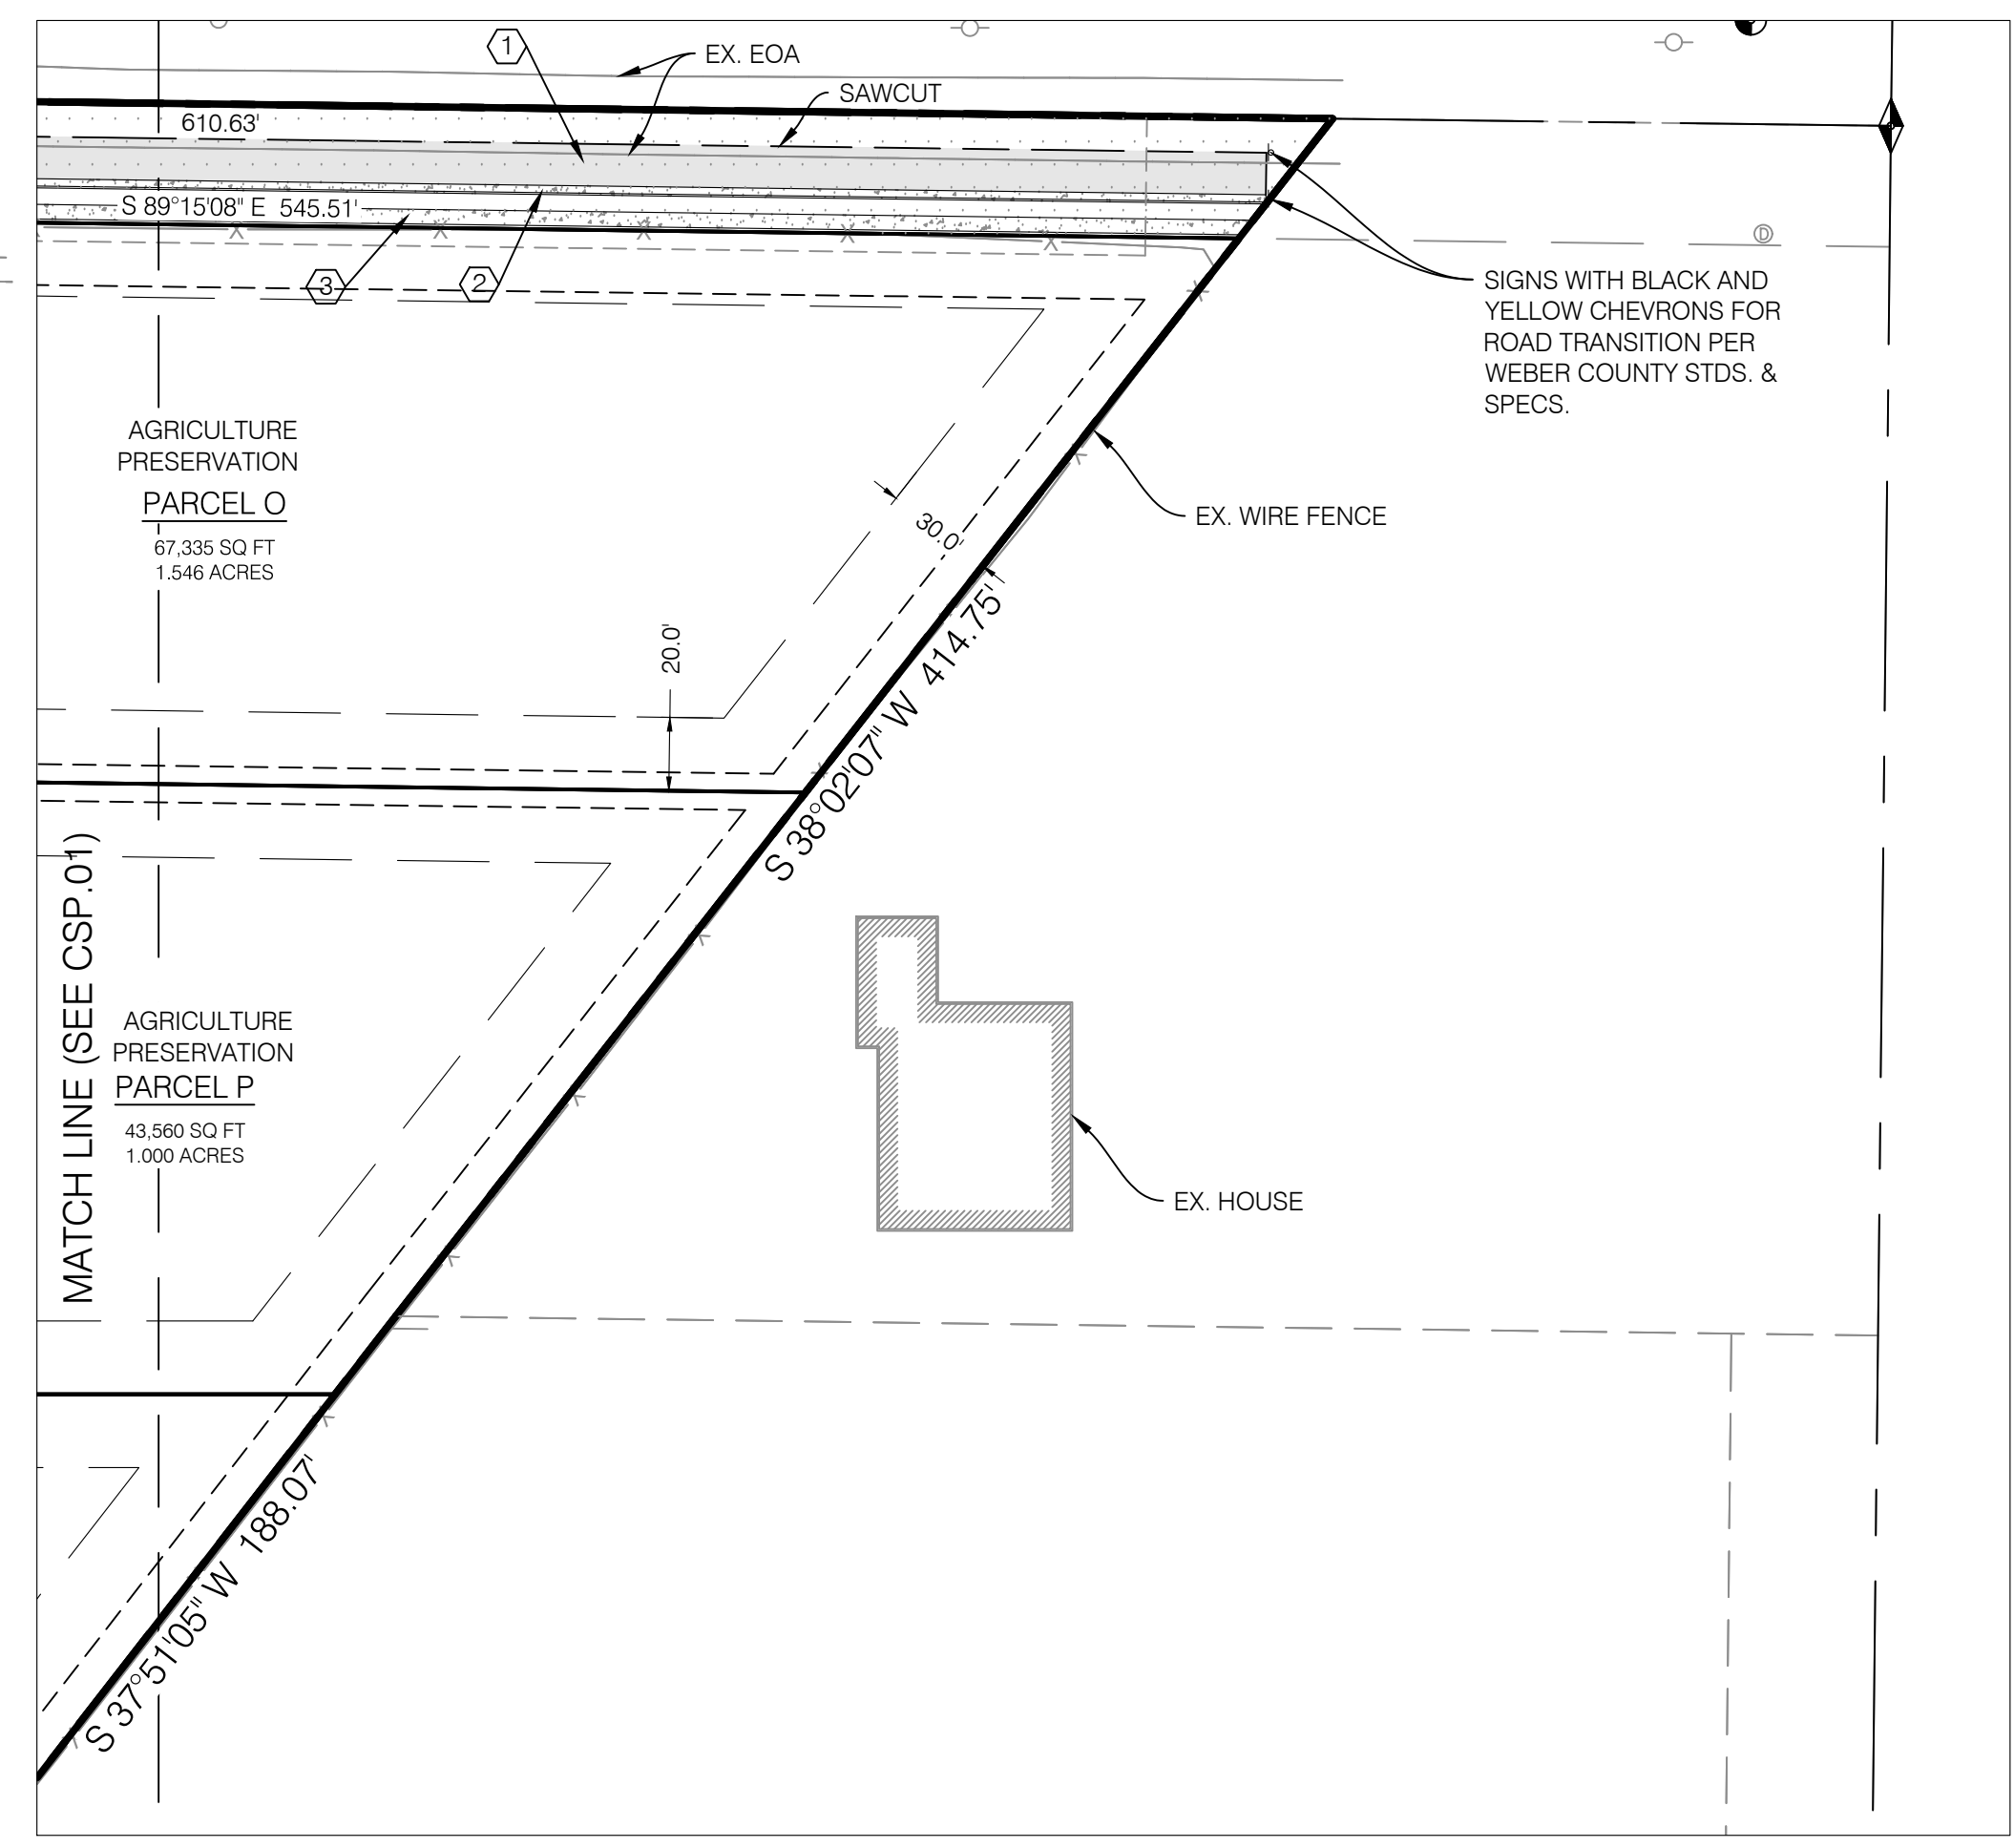 1
EX. EOA
SAWCUT
610.63'
S 89°15'08" E 545.51'
3
2
SIGNS WITH BLACK AND
YELLOW CHEVRONS FOR
ROAD TRANSITION PER
WEBER COUNTY STDS. &
SPECS.
D
AGRICULTURE
PRESERVATION
PARCEL O
67,335 SQ FT
1.546 ACRES
EX. WIRE FENCE
30.0'
20.0'
S 38°02'07" W 414.75'
MATCH LINE (SEE CSP.01)
AGRICULTURE
PRESERVATION
PARCEL P
43,560 SQ FT
1.000 ACRES
EX. HOUSE
S 37°51'05" W 188.07'